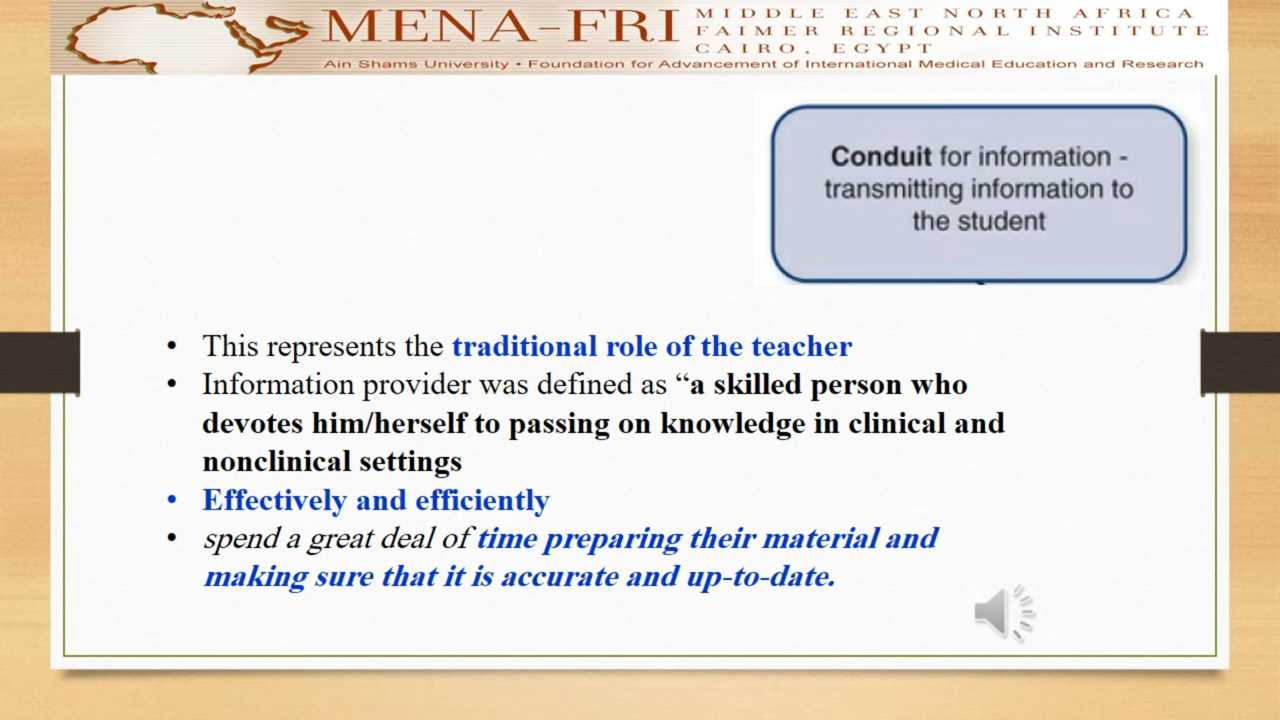 MENA-FRI
MIDDLE EAST NORTH AFRICA
FAIMER REGIONAL INSTITUTE
CAIRO, EGYPT
Ain Shams University • Foundation for Advancement of International Medical Education and Research
Conduit for information -
transmitting information to
the student
• This represents the traditional role of the teacher
• Information provider was defined as “a skilled person who
devotes him/herself to passing on knowledge in clinical and
nonclinical settings
• Effectively and efficiently
• spend a great deal of time preparing their material and
making sure that it is accurate and up-to-date.